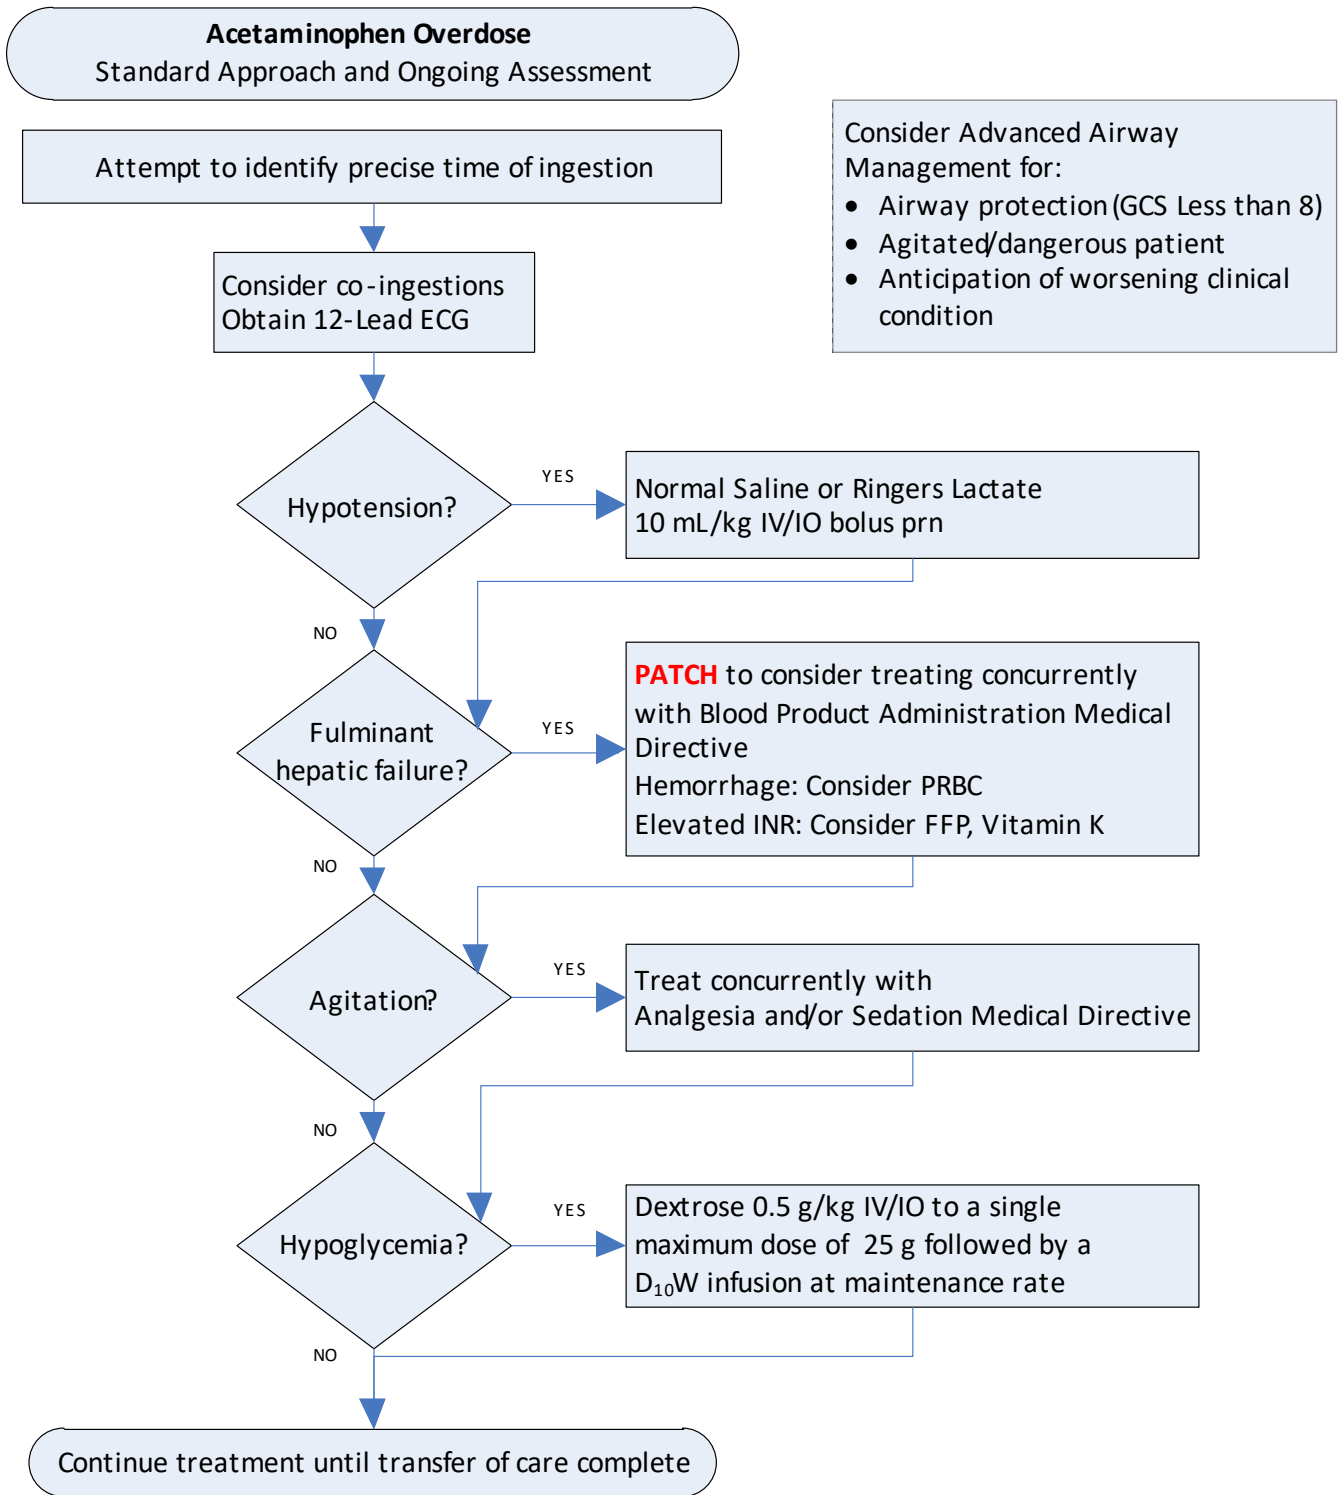 Acetaminophen Overdose
Standard Approach and Ongoing Assessment
Attempt to identify precise time of ingestion
Consider Advanced Airway
Management for:
• Airway protection (GCS Less than 8)
• Agitated/dangerous patient
• Anticipation of worsening clinical
condition
Consider co-ingestions
Obtain 12-Lead ECG
Hypotension?
YES
Normal Saline or Ringers Lactate
10 mL/kg IV/IO bolus prn
NO
Fulminant
hepatic failure?
YES
PATCH to consider treating concurrently
with Blood Product Administration Medical
Directive
Hemorrhage: Consider PRBC
Elevated INR: Consider FFP, Vitamin K
NO
Agitation?
YES
Treat concurrently with
Analgesia and/or Sedation Medical Directive
NO
Hypoglycemia?
YES
Dextrose 0.5 g/kg IV/IO to a single
maximum dose of 25 g followed by a
D₁₀W infusion at maintenance rate
NO
Continue treatment until transfer of care complete